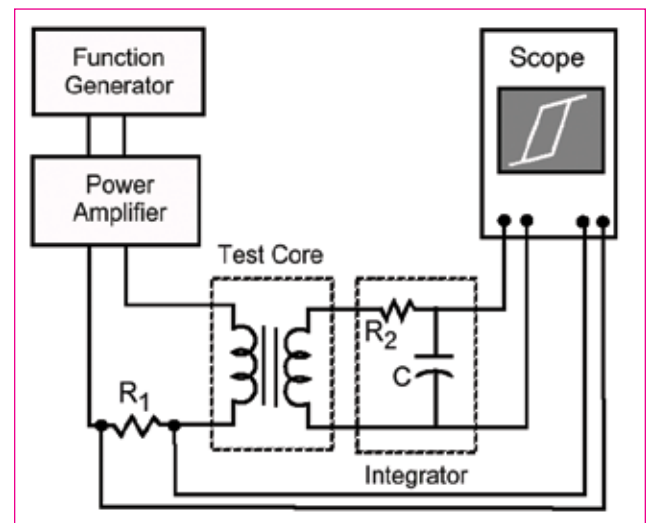 Function
Generator
Scope
Power
Amplifier
Test Core
R2
C
R1
Integrator